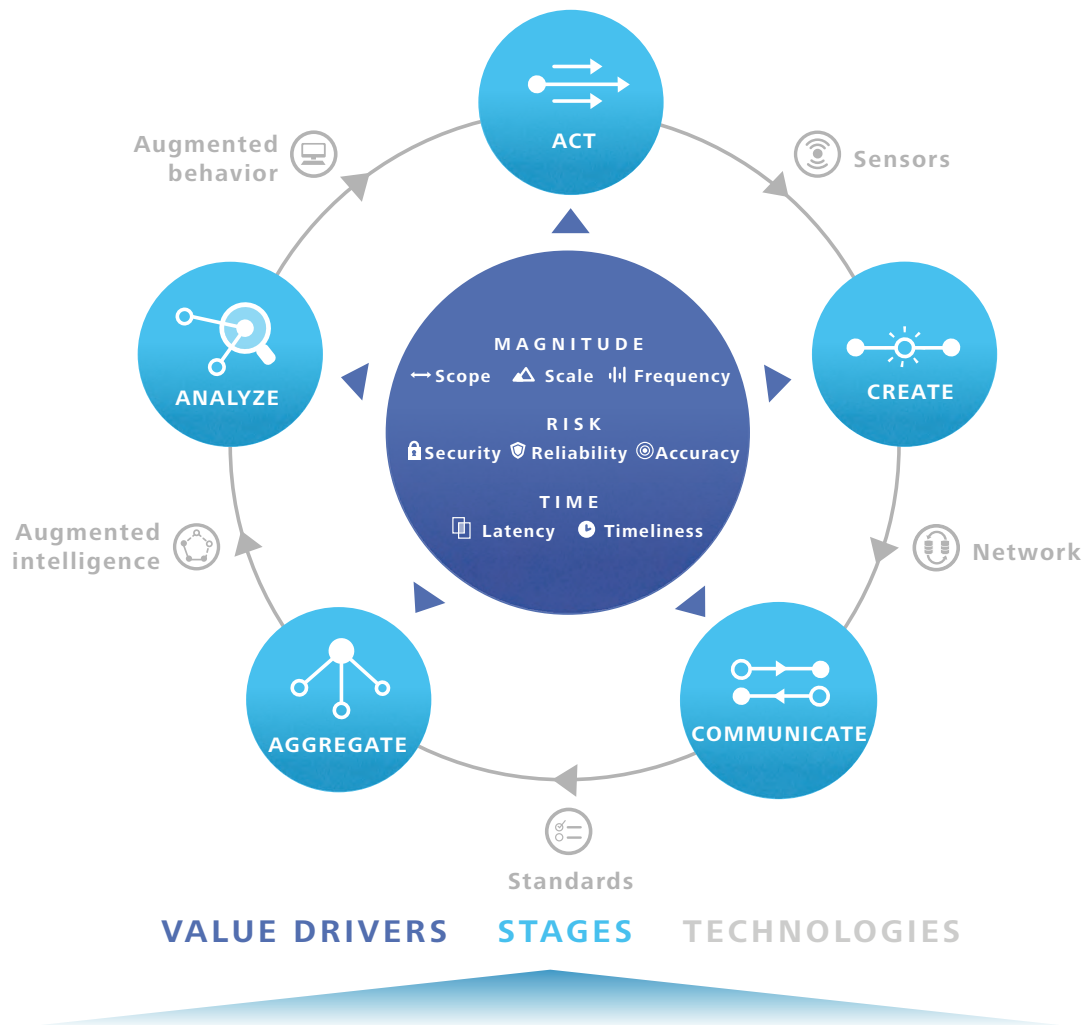 ACT
Augmented
behavior
Sensors
ANALYZE
MAGNITUDE
Scope Scale Frequency
CREATE
RISK
Security Reliability Accuracy
TIME
Latency Timeliness
Augmented
intelligence
Network
AGGREGATE
COMMUNICATE
Standards
VALUE DRIVERS STAGES TECHNOLOGIES